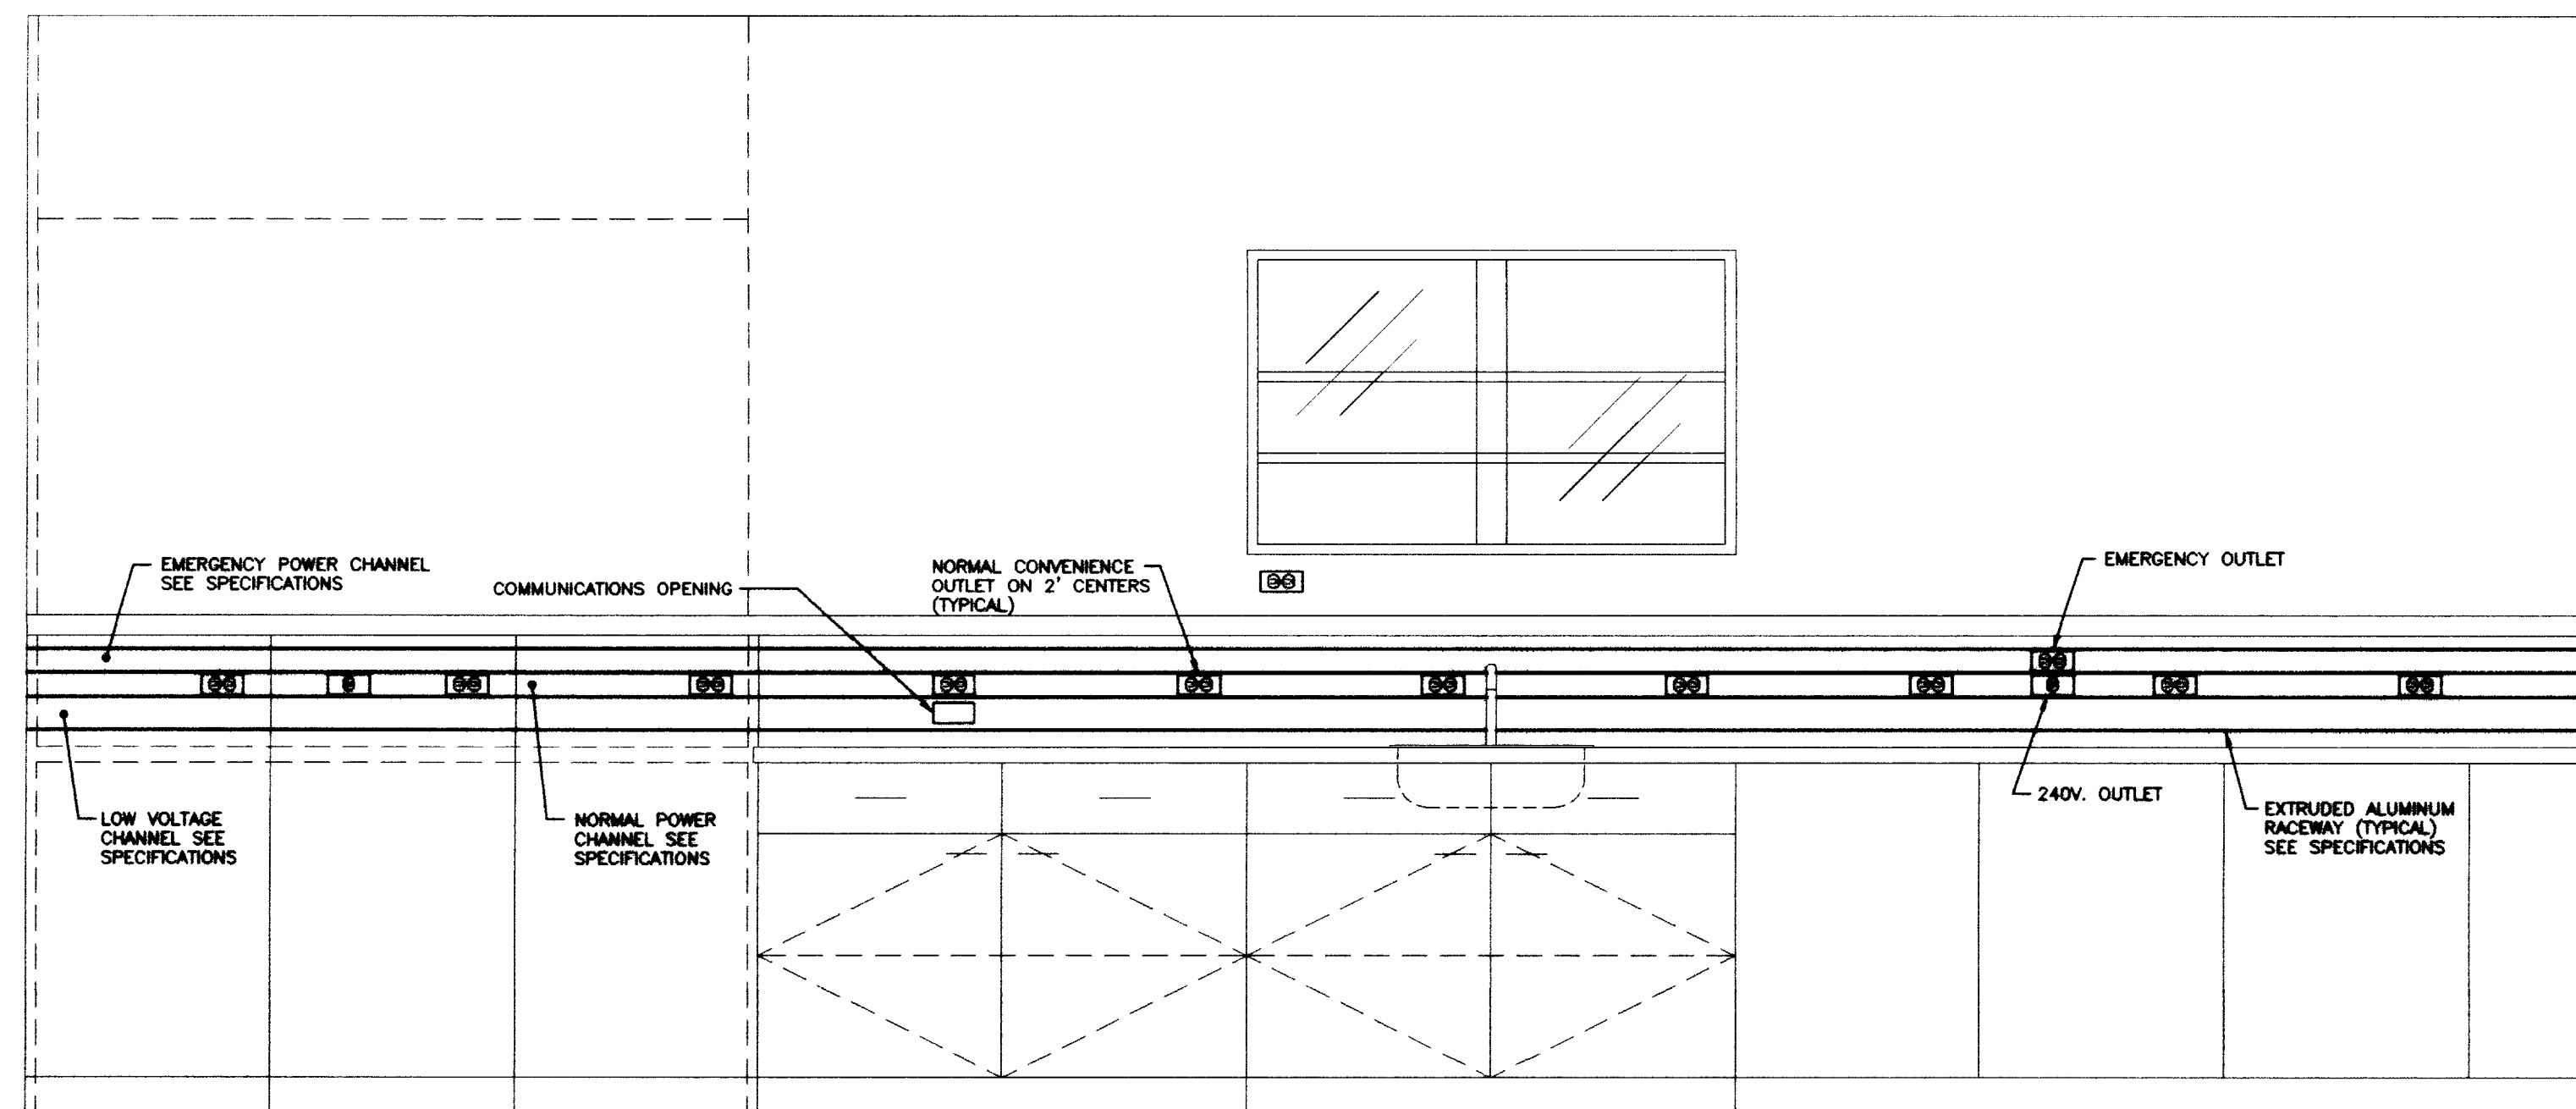 EMERGENCY POWER CHANNEL
SEE SPECIFICATIONS
COMMUNICATIONS OPENING
NORMAL CONVENIENCE
OUTLET ON 2' CENTERS
(TYPICAL)
EMERGENCY OUTLET
LOW VOLTAGE
CHANNEL SEE
SPECIFICATIONS
NORMAL POWER
CHANNEL SEE
SPECIFICATIONS
240V. OUTLET
EXTRUDED ALUMINUM
RACEWAY (TYPICAL)
SEE SPECIFICATIONS